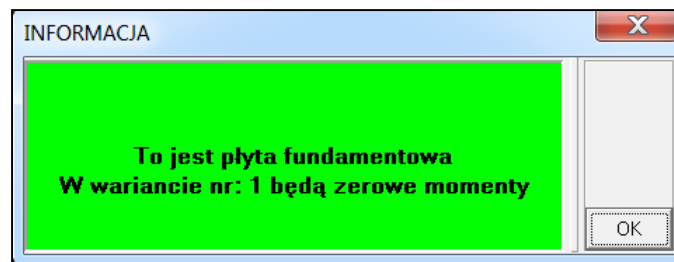 INFORMACJA
To jest płyta fundamentowa
W wariancie nr: 1 będą zerowe momenty
OK